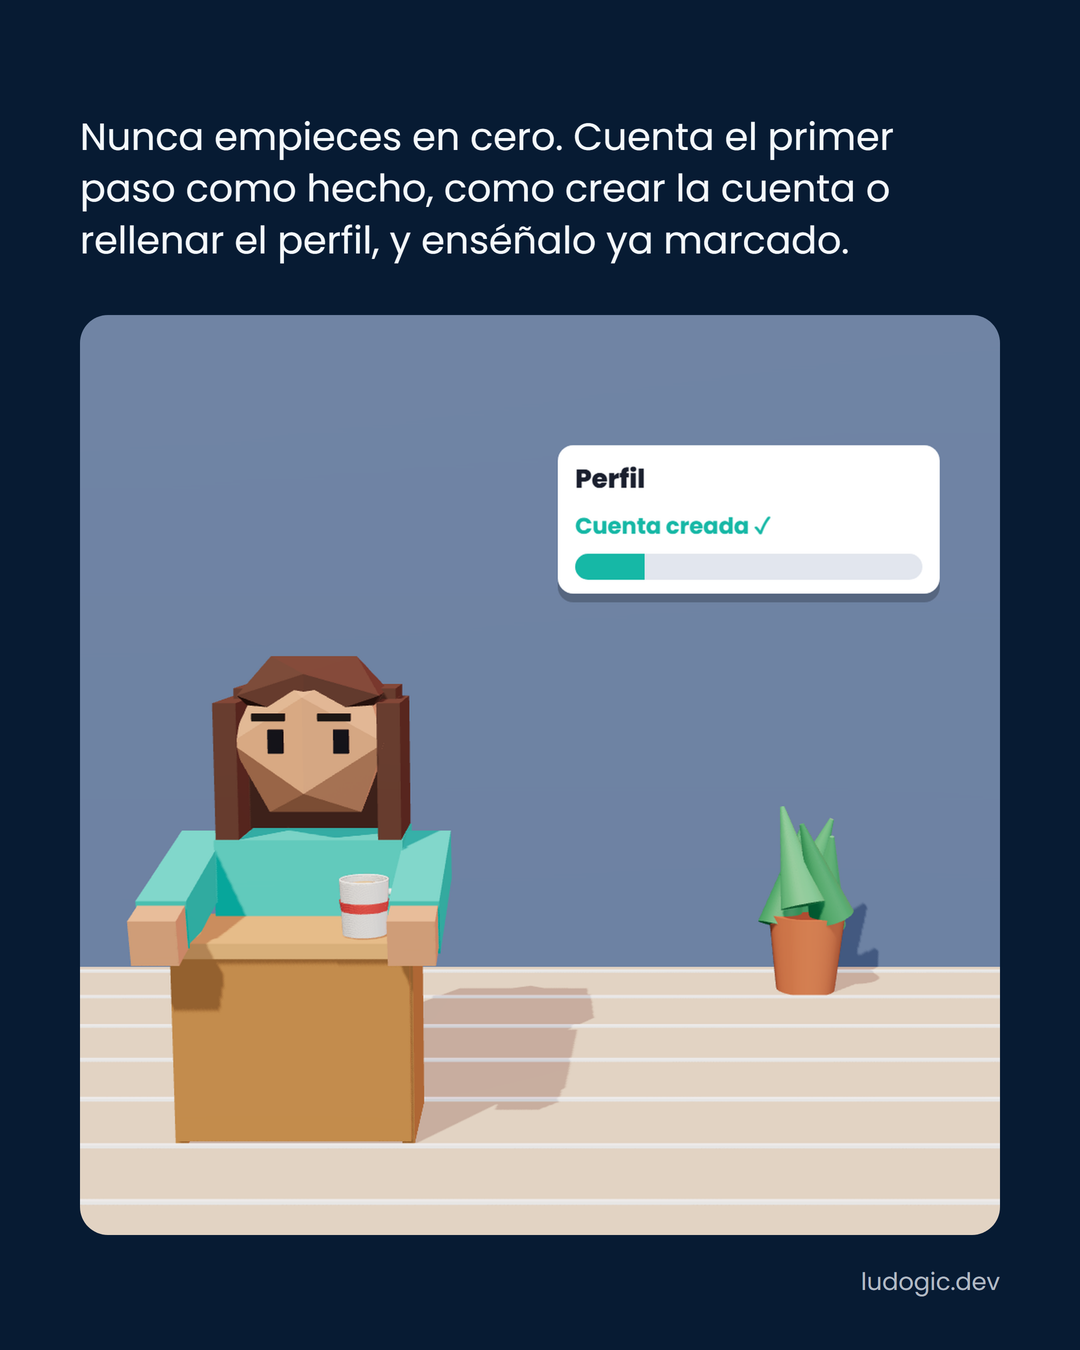 Nunca empieces en cero. Cuenta el primer
paso como hecho, como crear la cuenta o
rellenar el perfil, y enséñalo ya marcado.
Perfil
Cuenta creada ✓
ludogic.dev